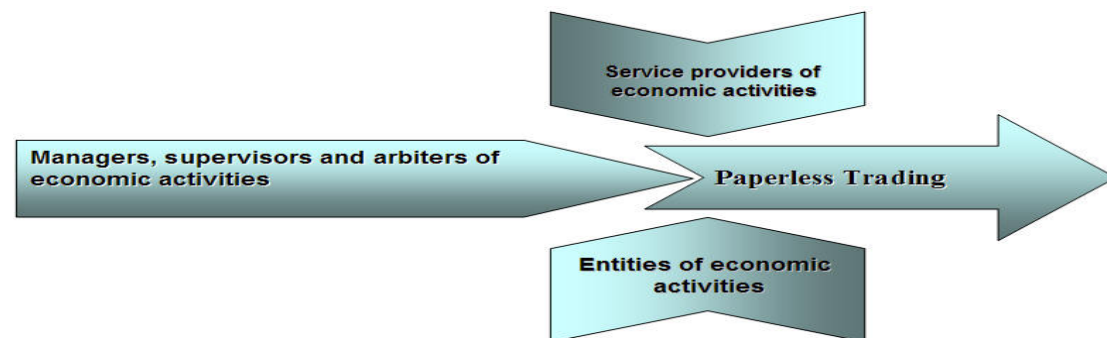 Service providers of
economic activities
Managers, supervisors and arbiters of
economic activities
Paperless Trading
Entities of economic
activities